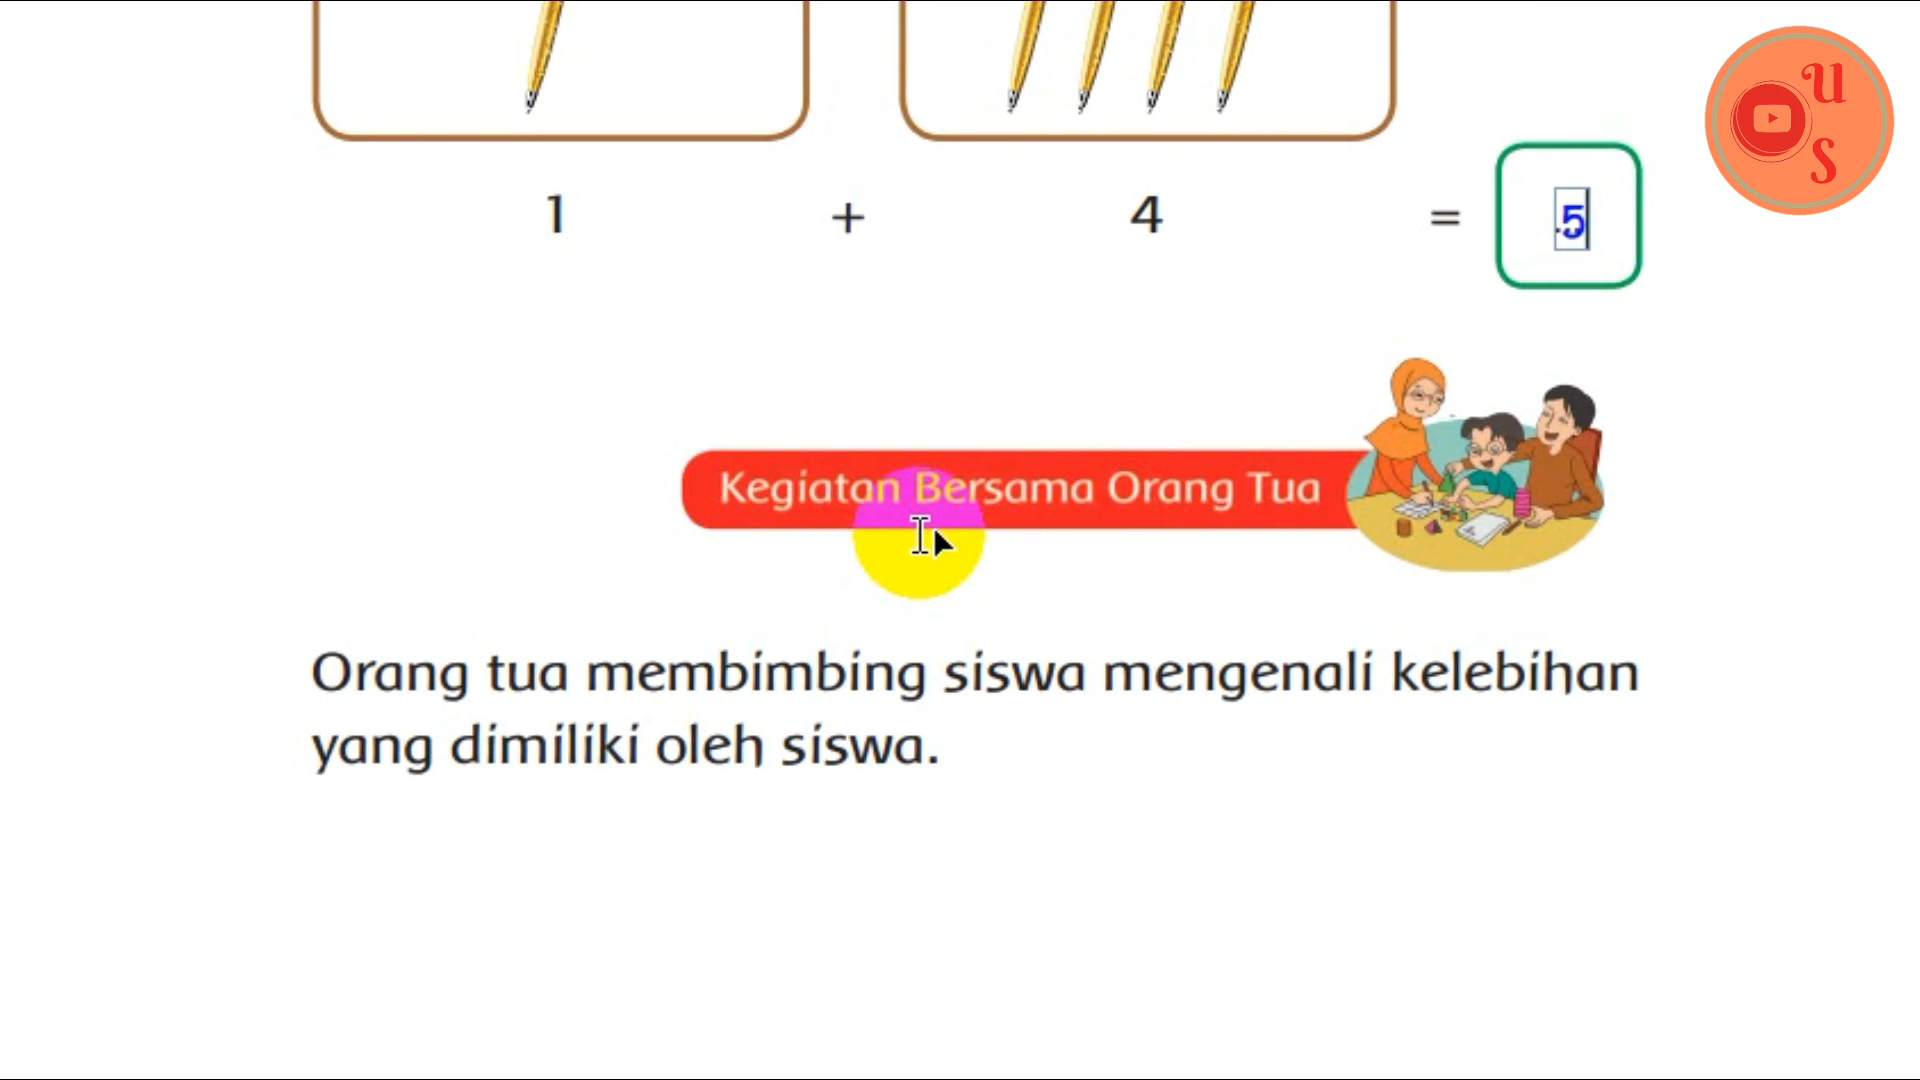 1 + 4 = 5
U
S
Kegiatan Bersama Orang Tua
Orang tua membimbing siswa mengenali kelebihan
yang dimiliki oleh siswa.